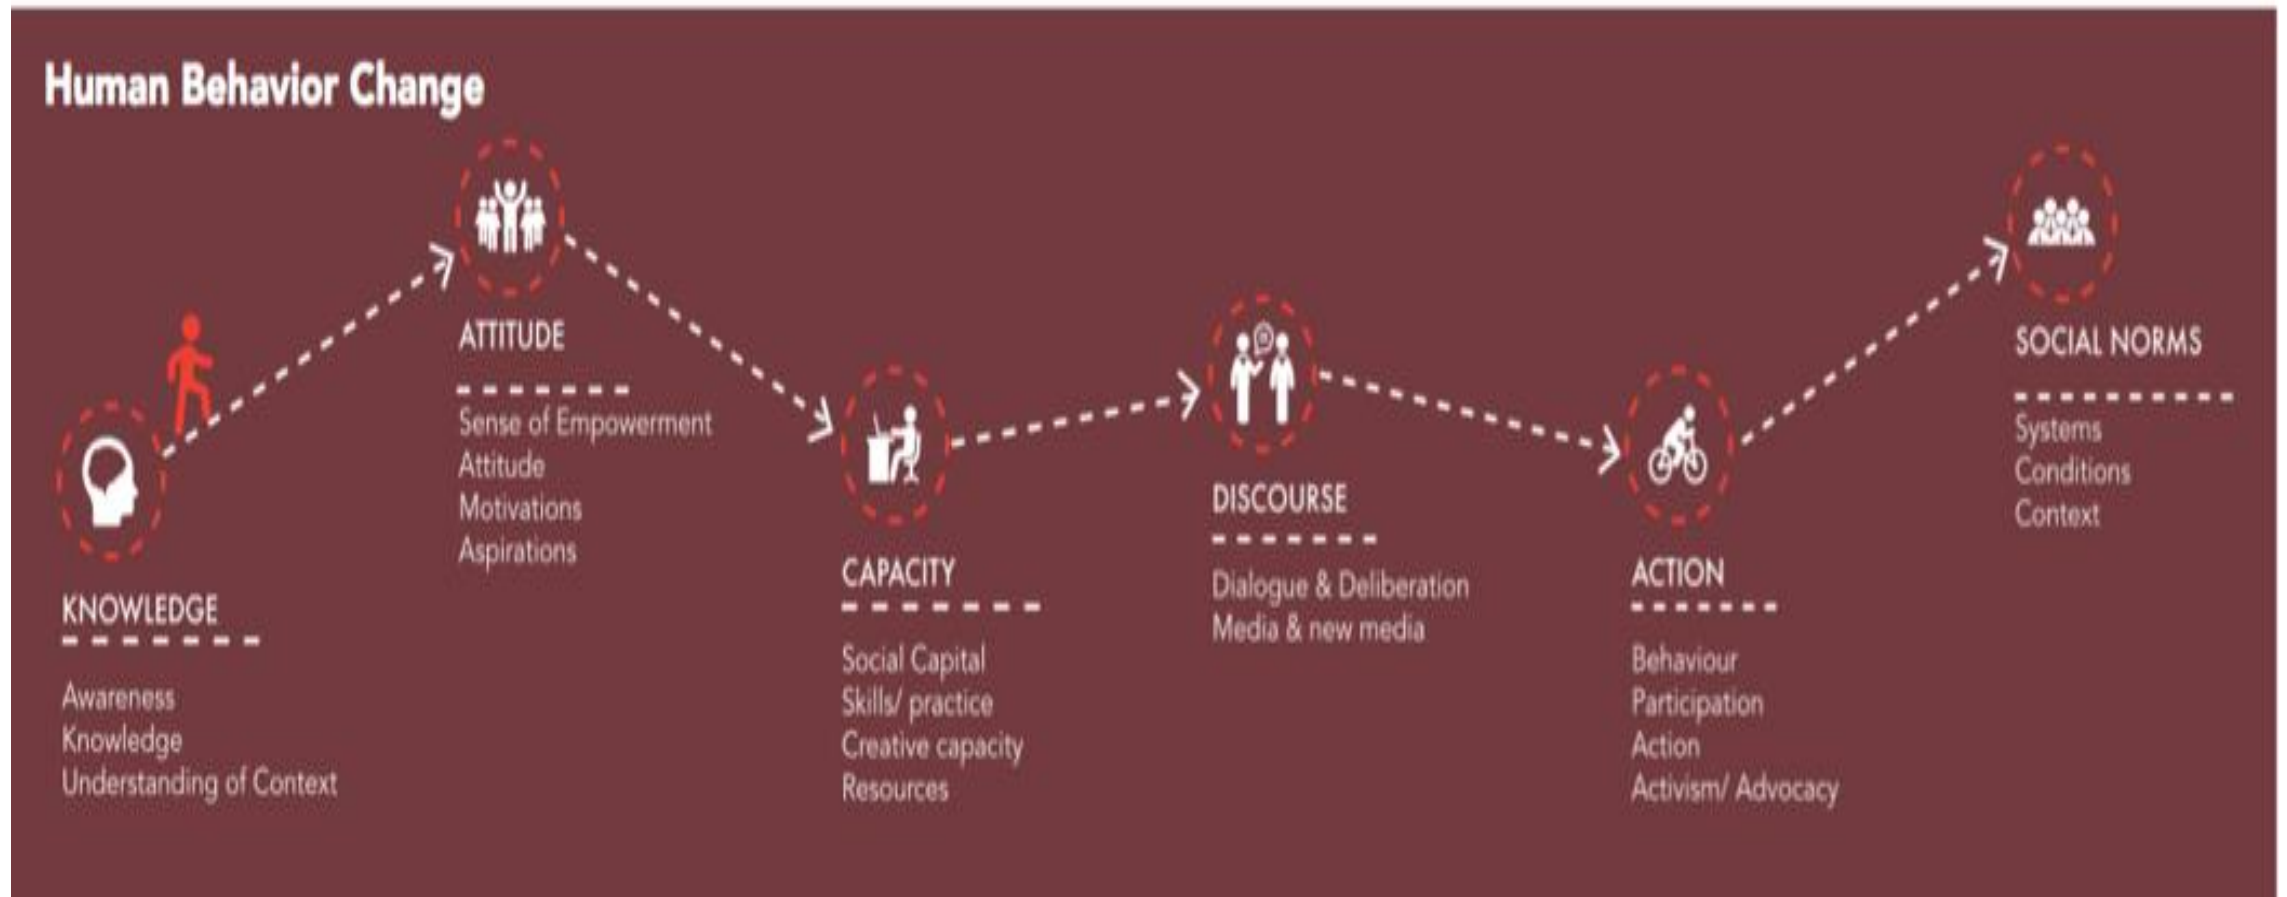 Human Behavior Change
KNOWLEDGE
Awareness
Knowledge
Understanding of Context
ATTITUDE
Sense of Empowerment
Attitude
Motivations
Aspirations
CAPACITY
Social Capital
Skills/ practice
Creative capacity
Resources
DISCOURSE
Dialogue & Deliberation
Media & new media
ACTION
Behaviour
Participation
Action
Activism/ Advocacy
SOCIAL NORMS
Systems
Conditions
Context